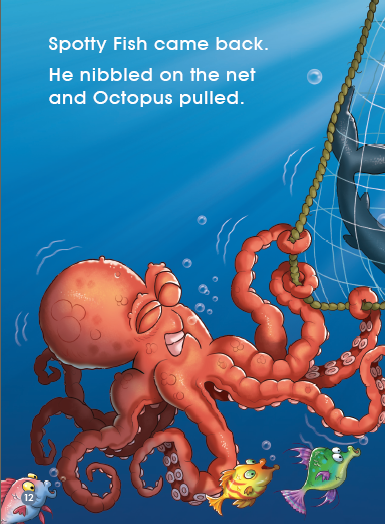 Spotty Fish came back.
He nibbled on the net
and Octopus pulled.
12